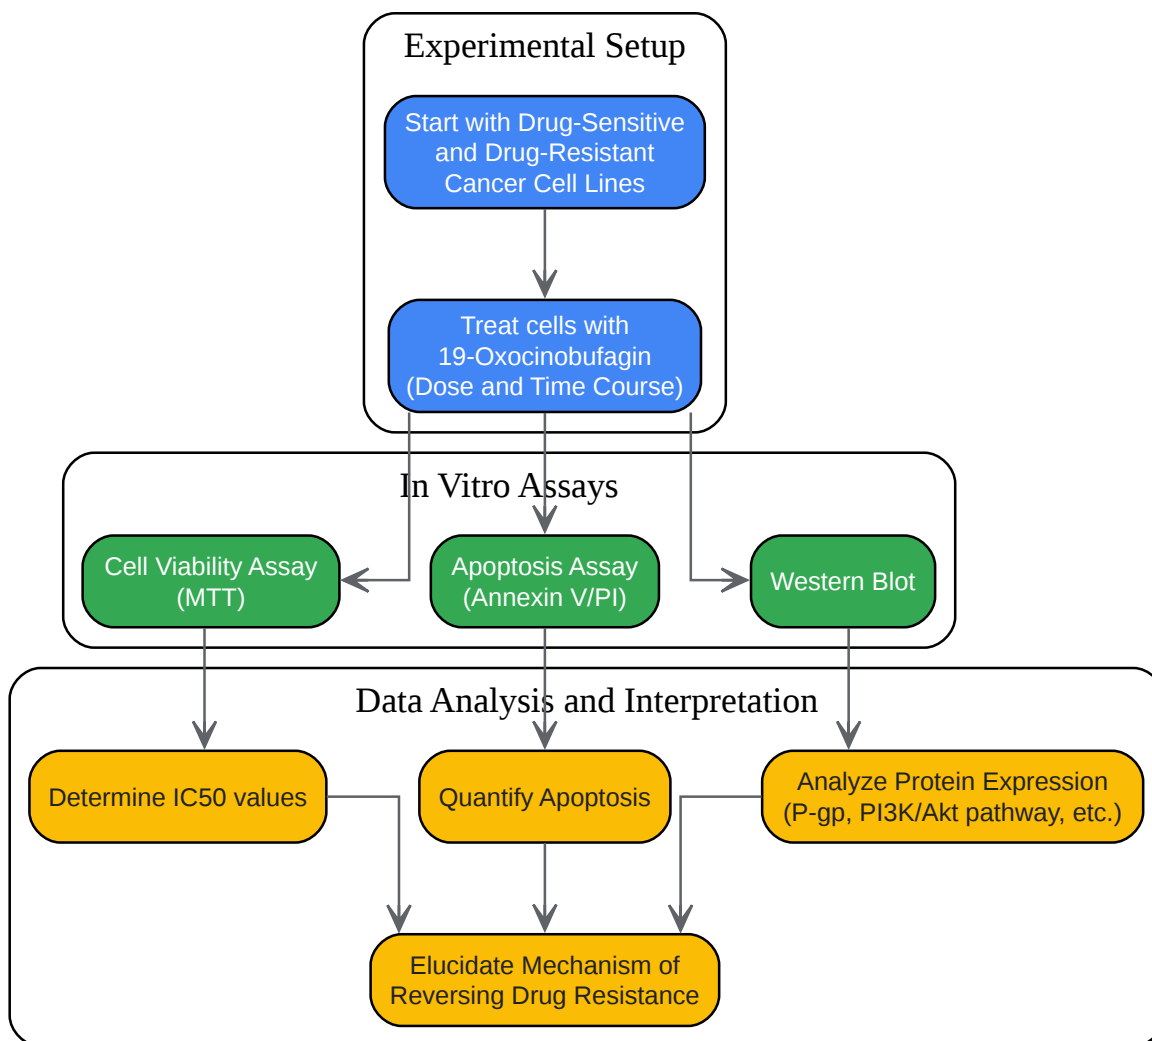 Experimental Setup
Start with Drug-Sensitive
and Drug-Resistant
Cancer Cell Lines
Treat cells with
19-Oxocinobufagin
(Dose and Time Course)
In Vitro Assays
Cell Viability Assay
(MTT)
Apoptosis Assay
(Annexin V/PI)
Western Blot
Data Analysis and Interpretation
Determine IC50 values
Quantify Apoptosis
Analyze Protein Expression
(P-gp, PI3K/Akt pathway, etc.)
Elucidate Mechanism of
Reversing Drug Resistance